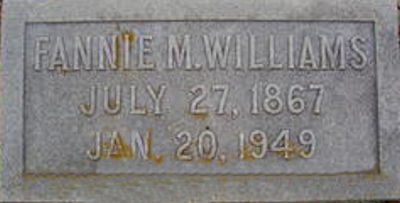 FANNIE M. WILLIAMS
JULY 27, 1867
JAN. 20, 1949